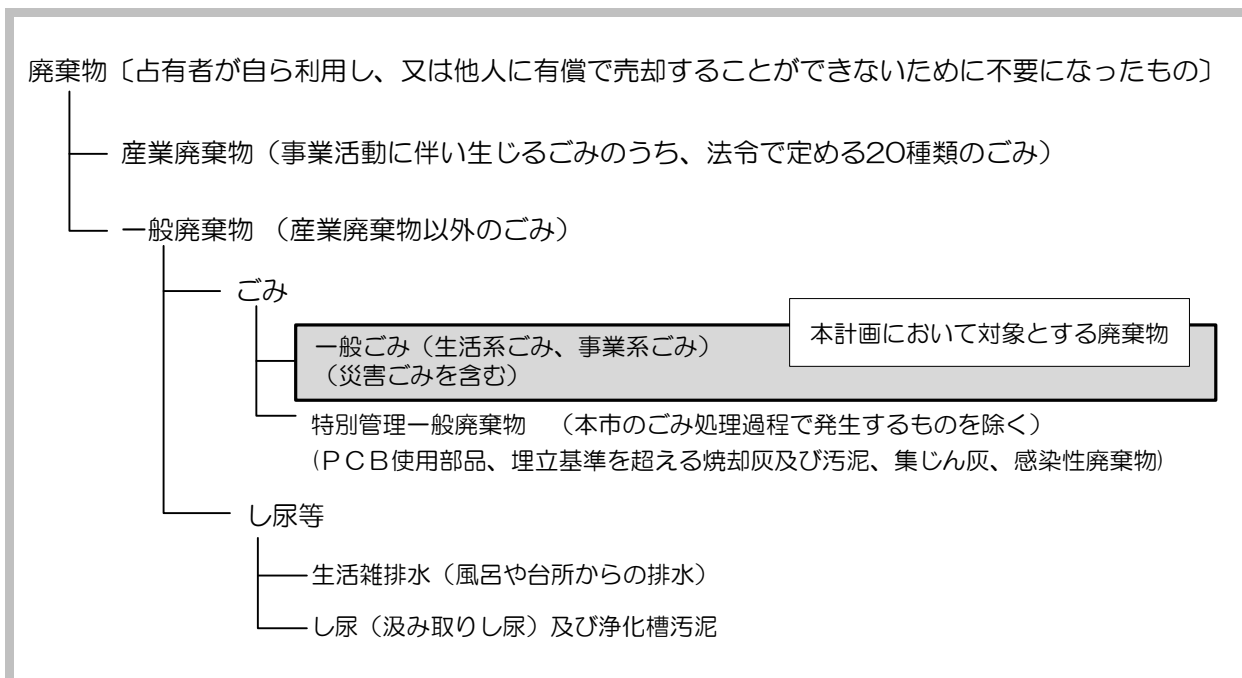 廃棄物〔占有者が自ら利用し、又は他人に有償で売却することができないために不要になったもの〕
産業廃棄物（事業活動に伴い生じるごみのうち、法令で定める20種類のごみ）
一般廃棄物 （産業廃棄物以外のごみ）
ごみ
本計画において対象とする廃棄物
一般ごみ（生活系ごみ、事業系ごみ）
（災害ごみを含む）
特別管理一般廃棄物　（本市のごみ処理過程で発生するものを除く）
(ＰＣＢ使用部品、埋立基準を超える焼却灰及び汚泥、集じん灰、感染性廃棄物)
し尿等
生活雑排水（風呂や台所からの排水）
し尿（汲み取りし尿）及び浄化槽汚泥